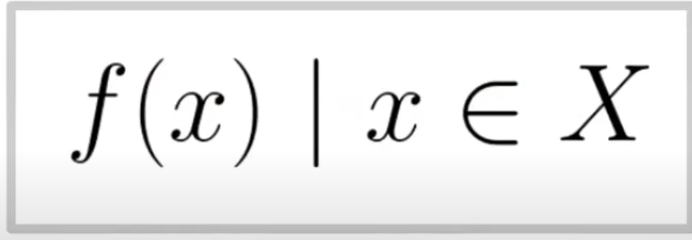 f(x) | x ∈ X